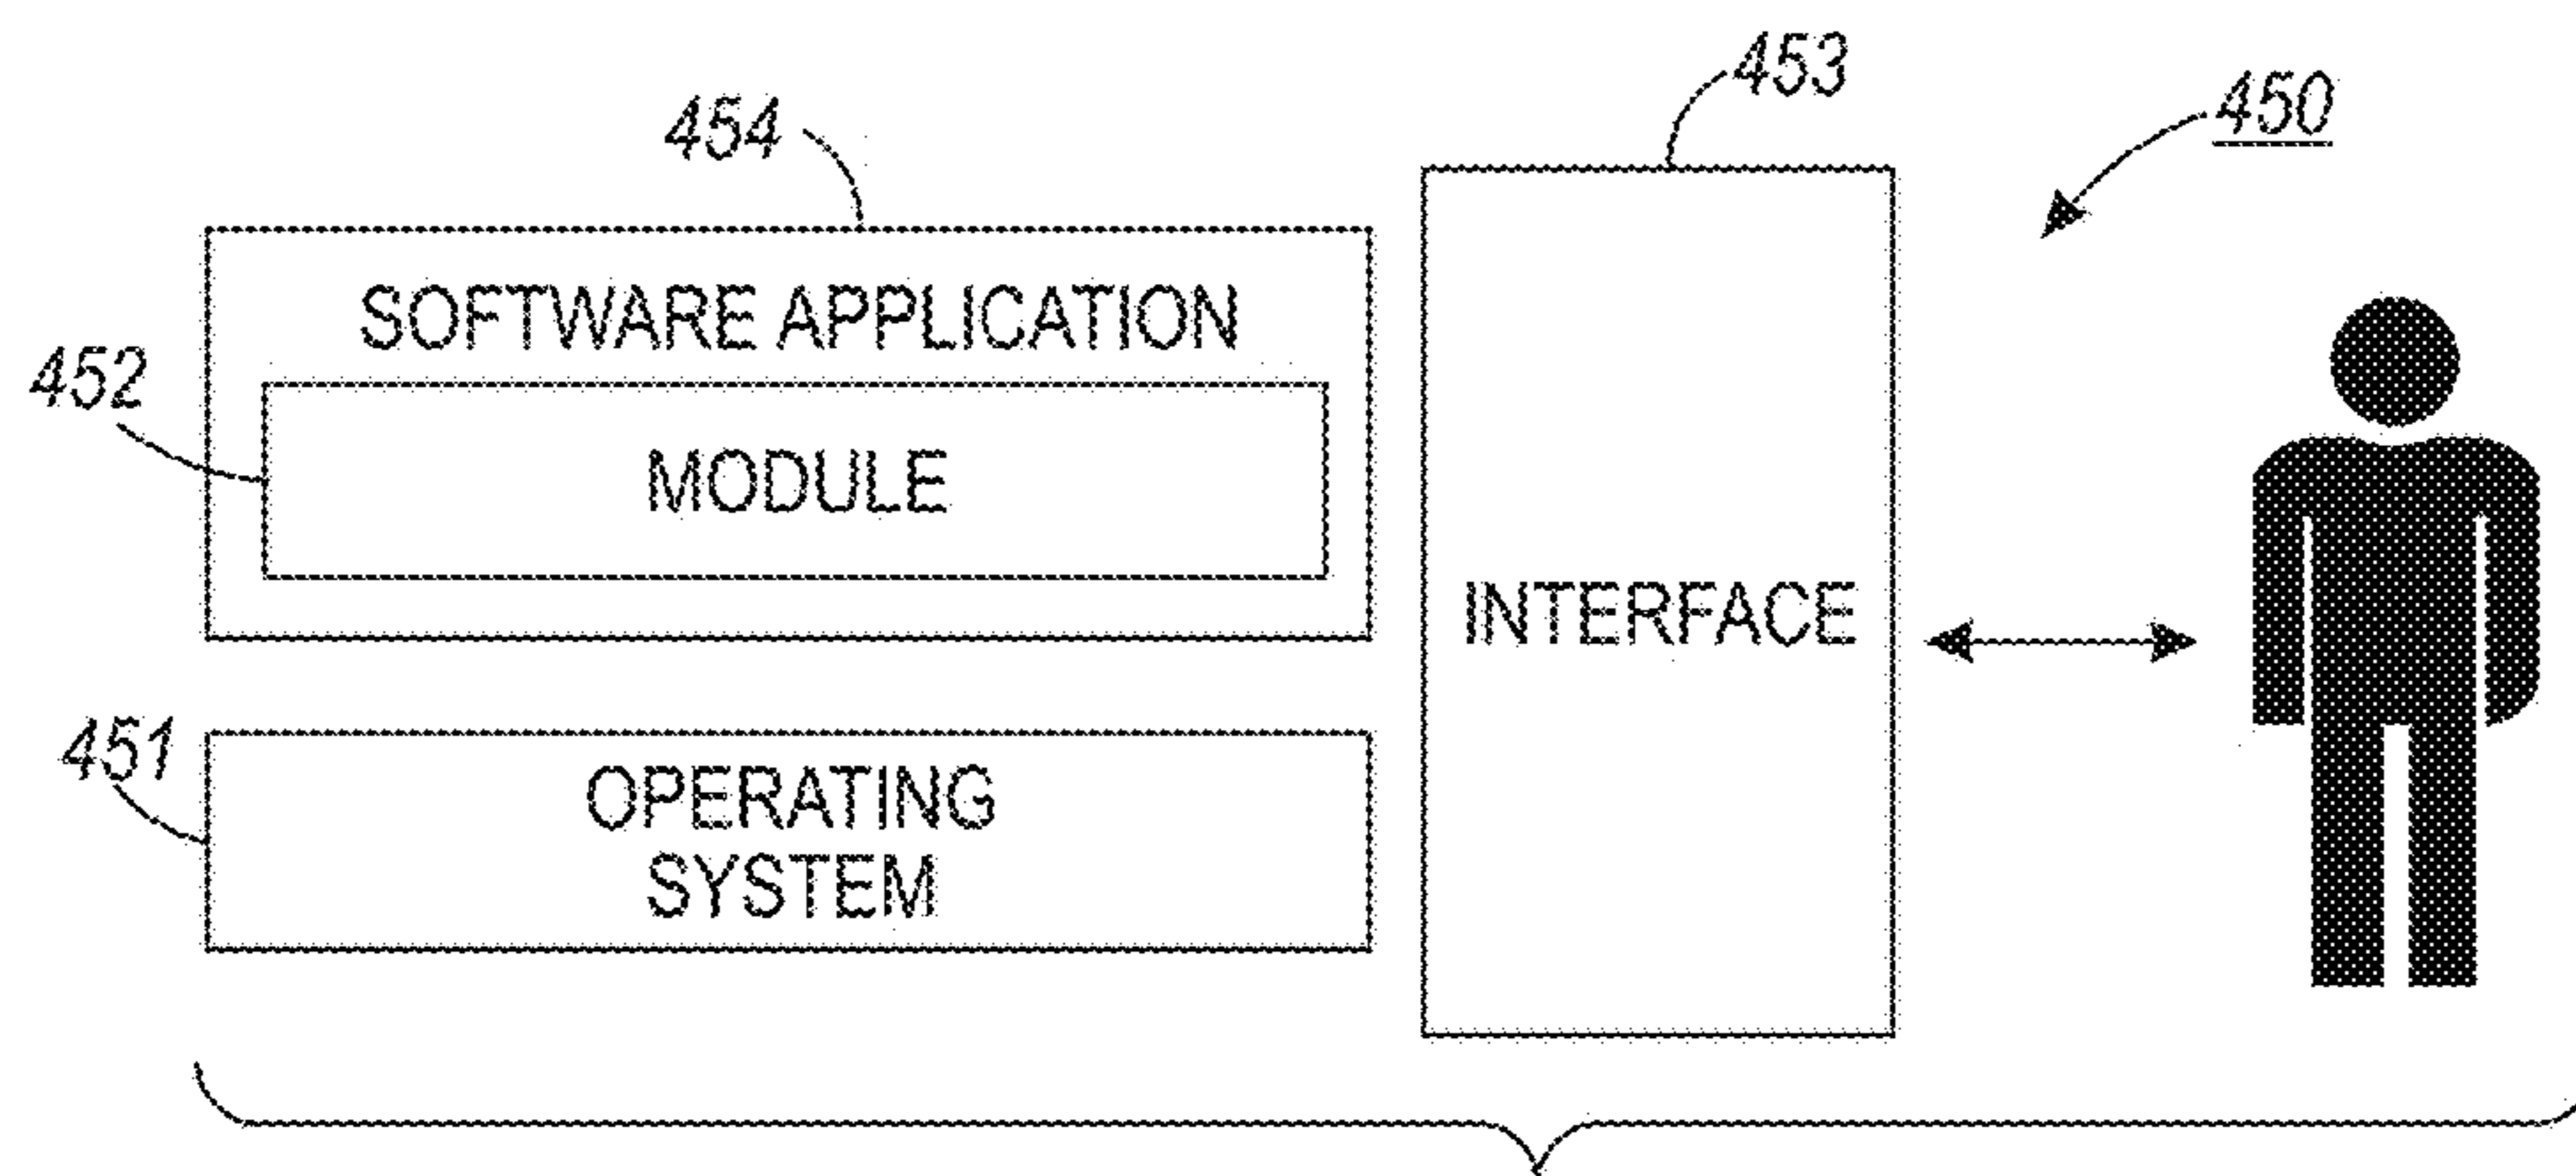 453
450
454
SOFTWARE APPLICATION
452
MODULE
INTERFACE
451
OPERATING
SYSTEM